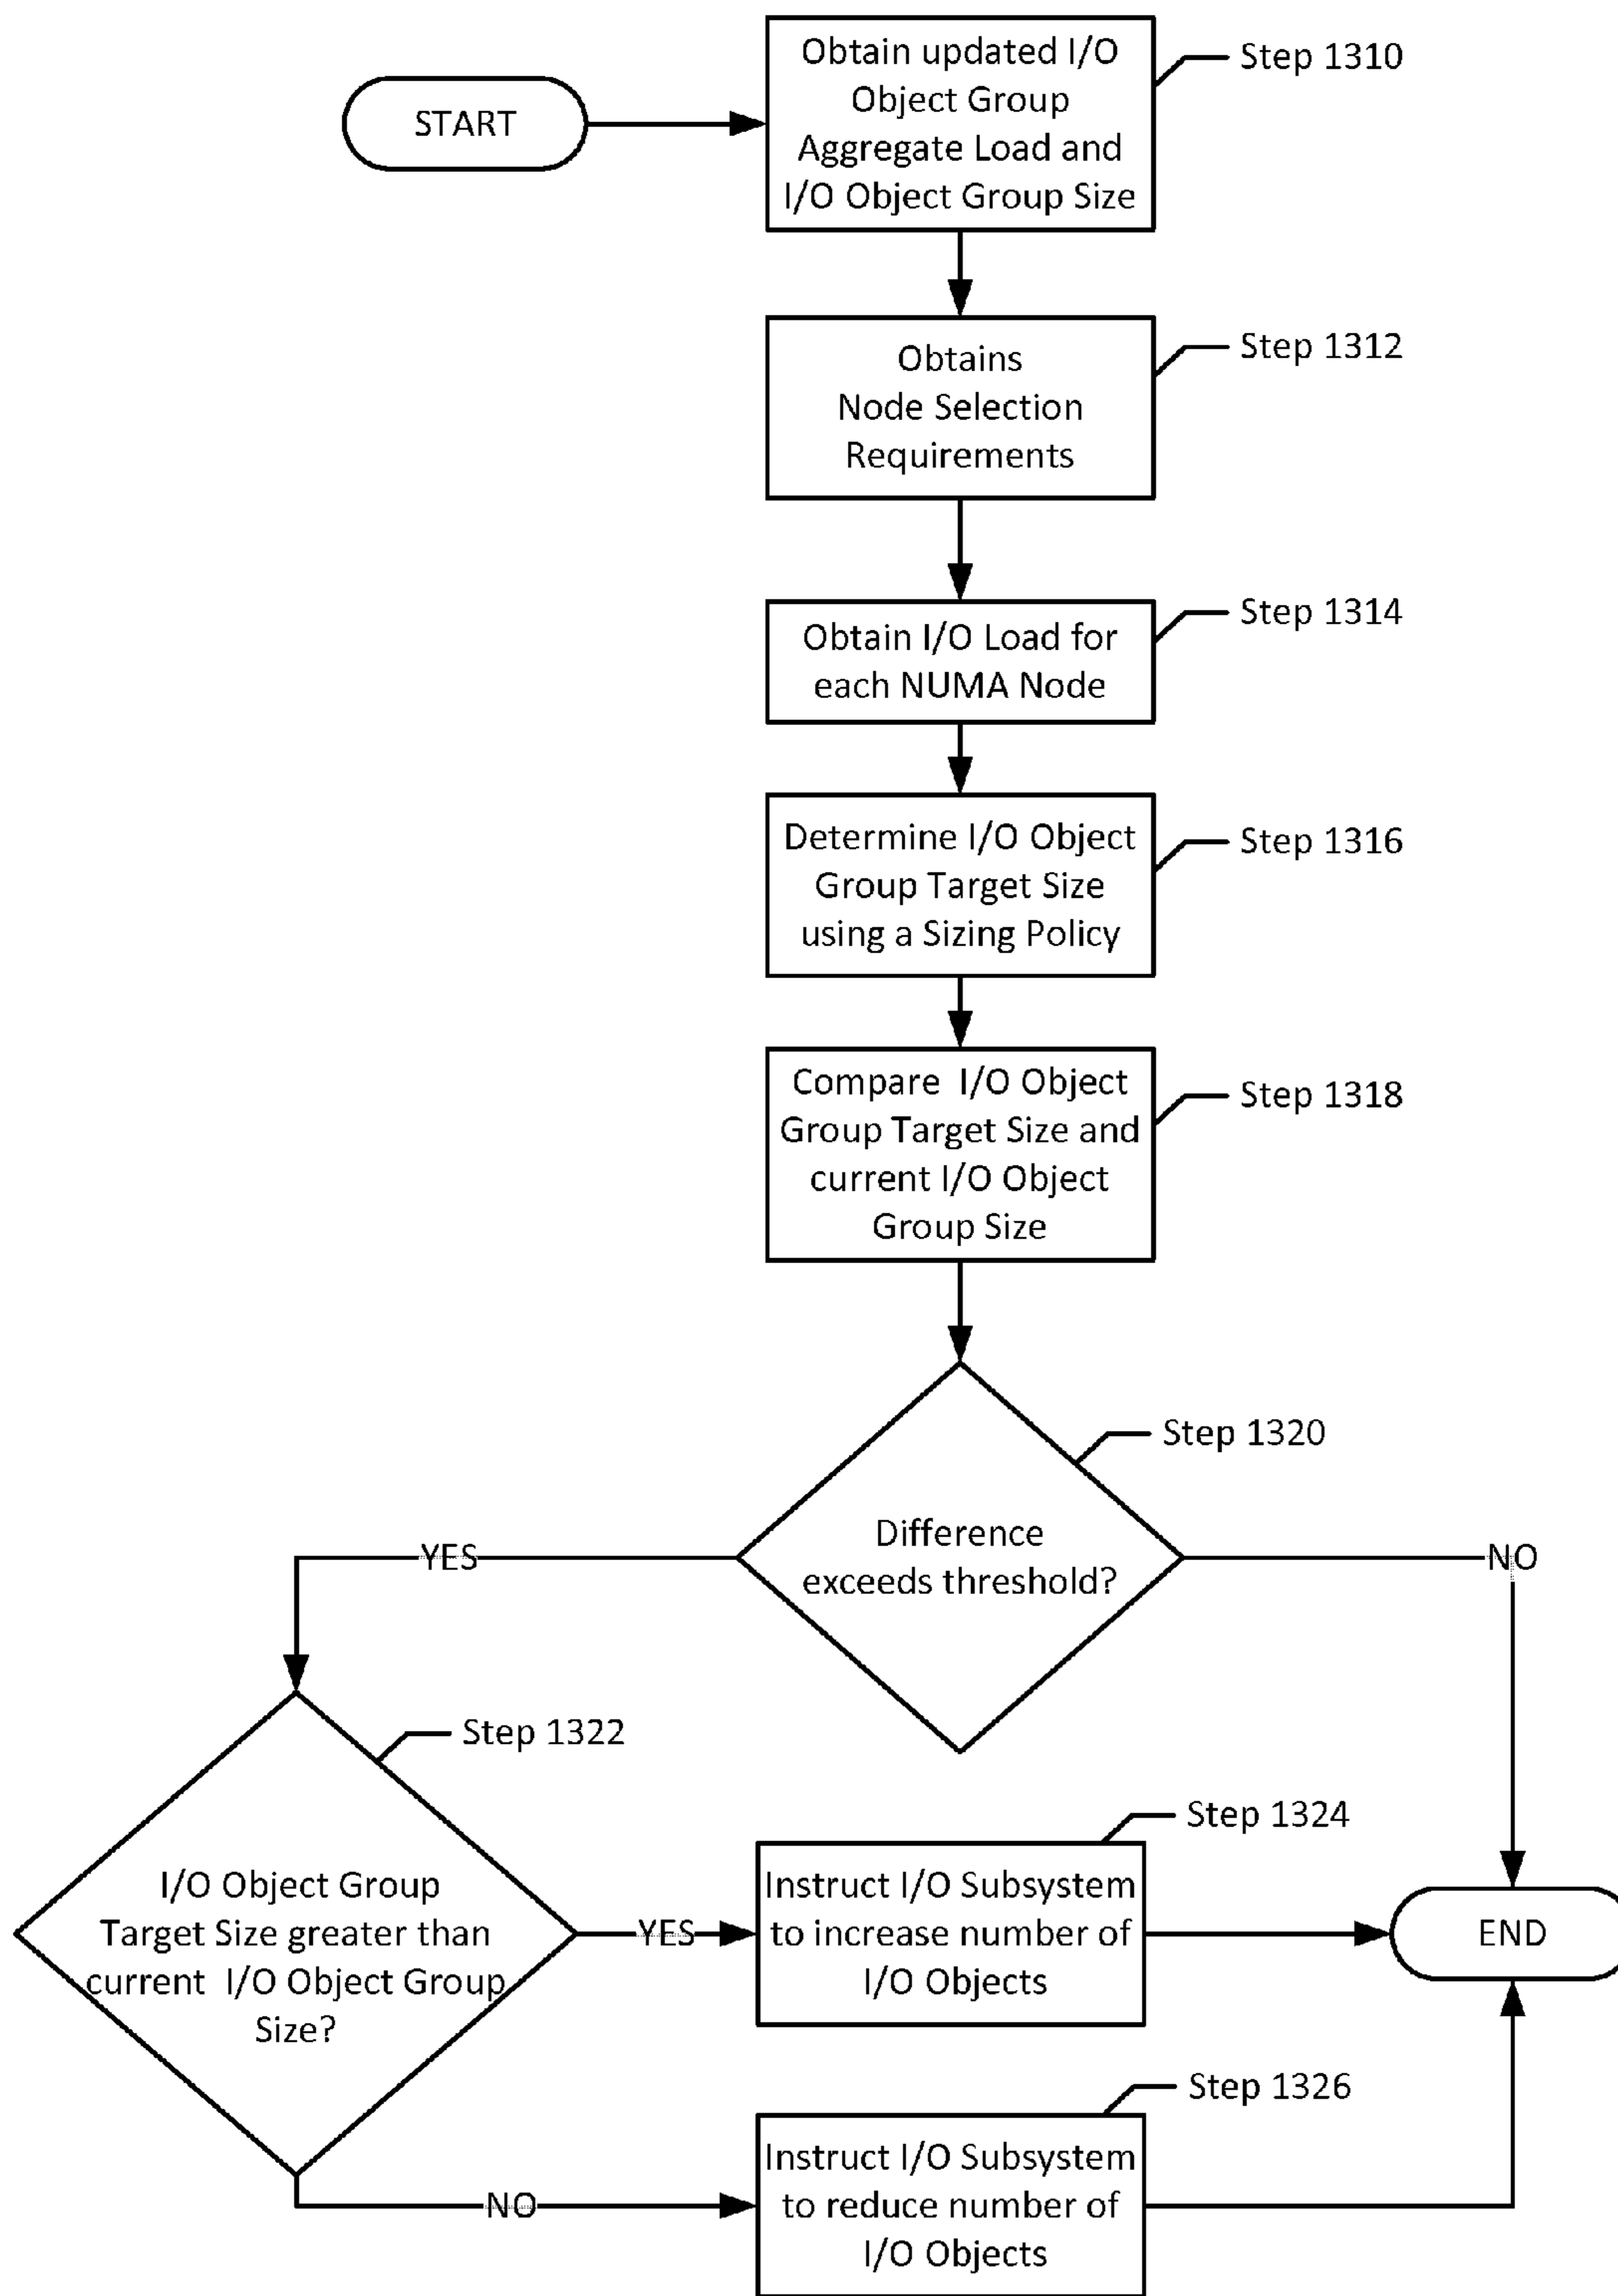 START
Obtain updated I/O
Object Group
Aggregate Load and
I/O Object Group Size
Step 1310
Obtains
Node Selection
Requirements
Step 1312
Obtain I/O Load for
each NUMA Node
Step 1314
Determine I/O Object
Group Target Size
using a Sizing Policy
Step 1316
Compare I/O Object
Group Target Size and
current I/O Object
Group Size
Step 1318
Step 1320
Difference
exceeds threshold?
YES
NO
Step 1322
I/O Object Group
Target Size greater than
current I/O Object Group
Size?
YES
Step 1324
Instruct I/O Subsystem
to increase number of
I/O Objects
END
NO
Step 1326
Instruct I/O Subsystem
to reduce number of
I/O Objects